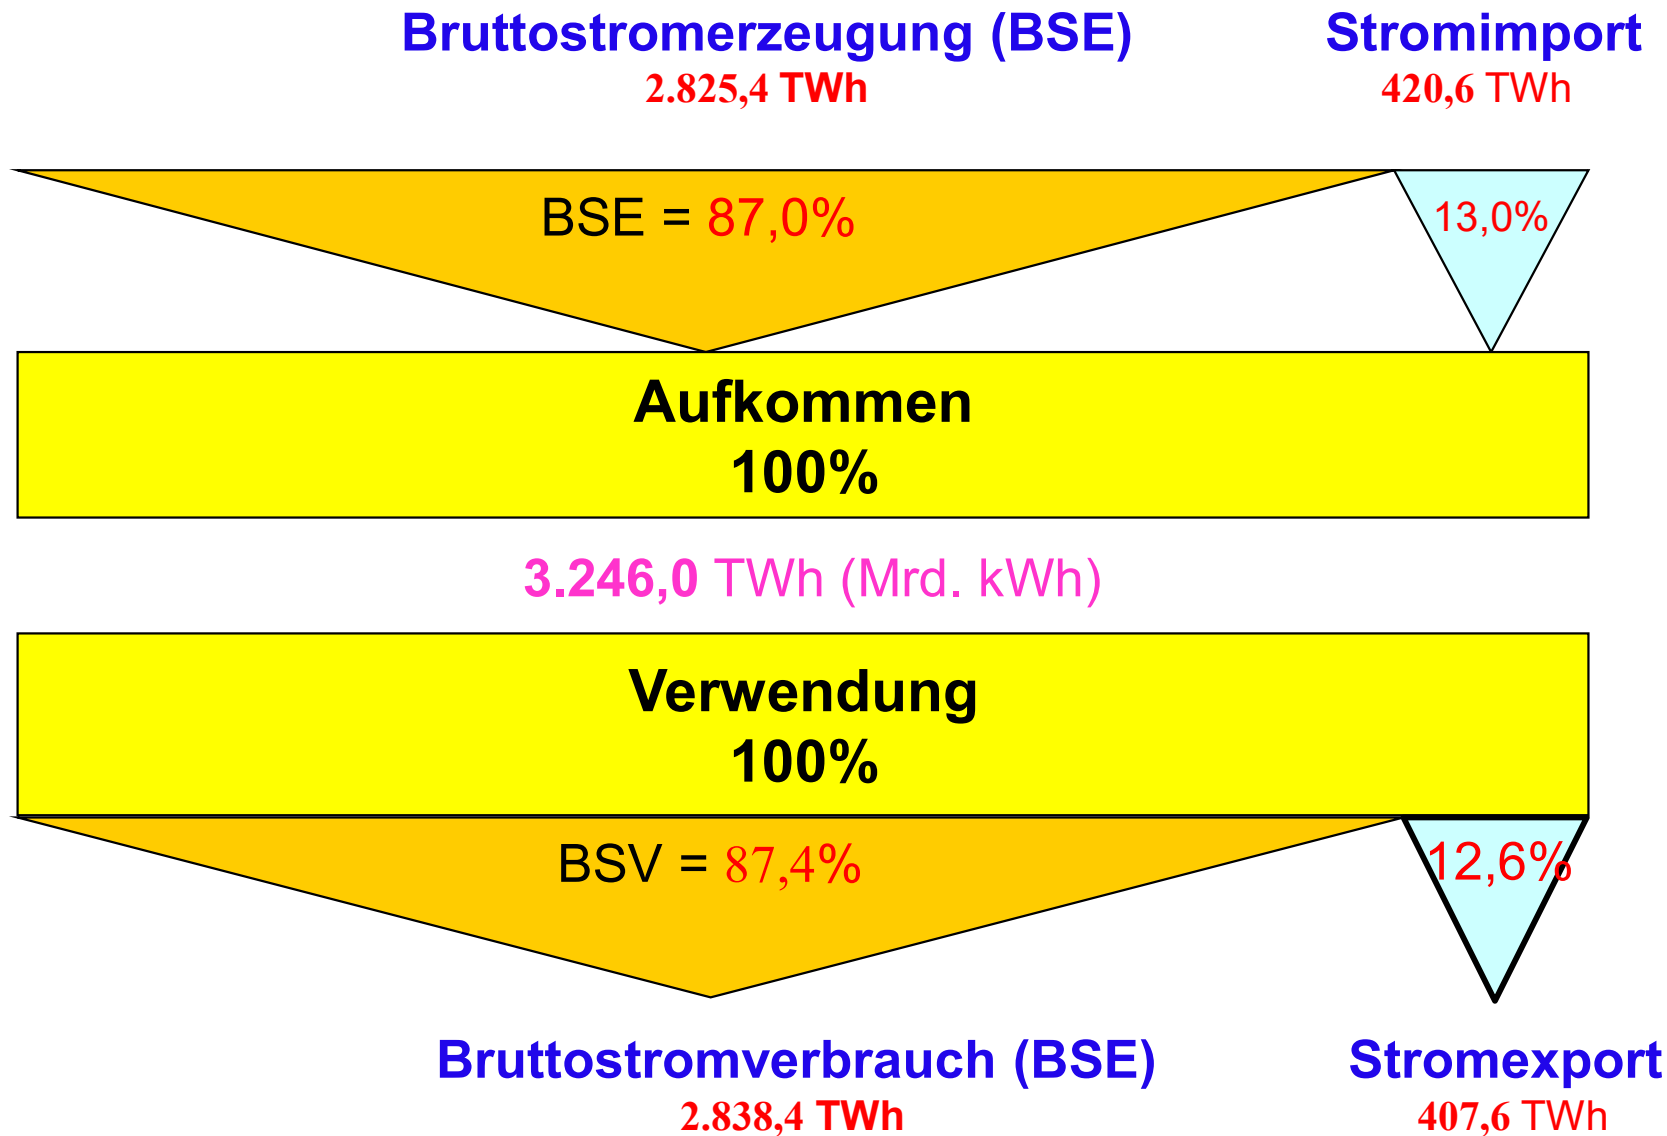 Bruttostromerzeugung (BSE)
2.825,4 TWh
Stromimport
420,6 TWh
BSE = 87,0%
13,0%
Aufkommen
100%
3.246,0 TWh (Mrd. kWh)
Verwendung
100%
BSV = 87,4%
12,6%
Bruttostromverbrauch (BSE)
2.838,4 TWh
Stromexport
407,6 TWh